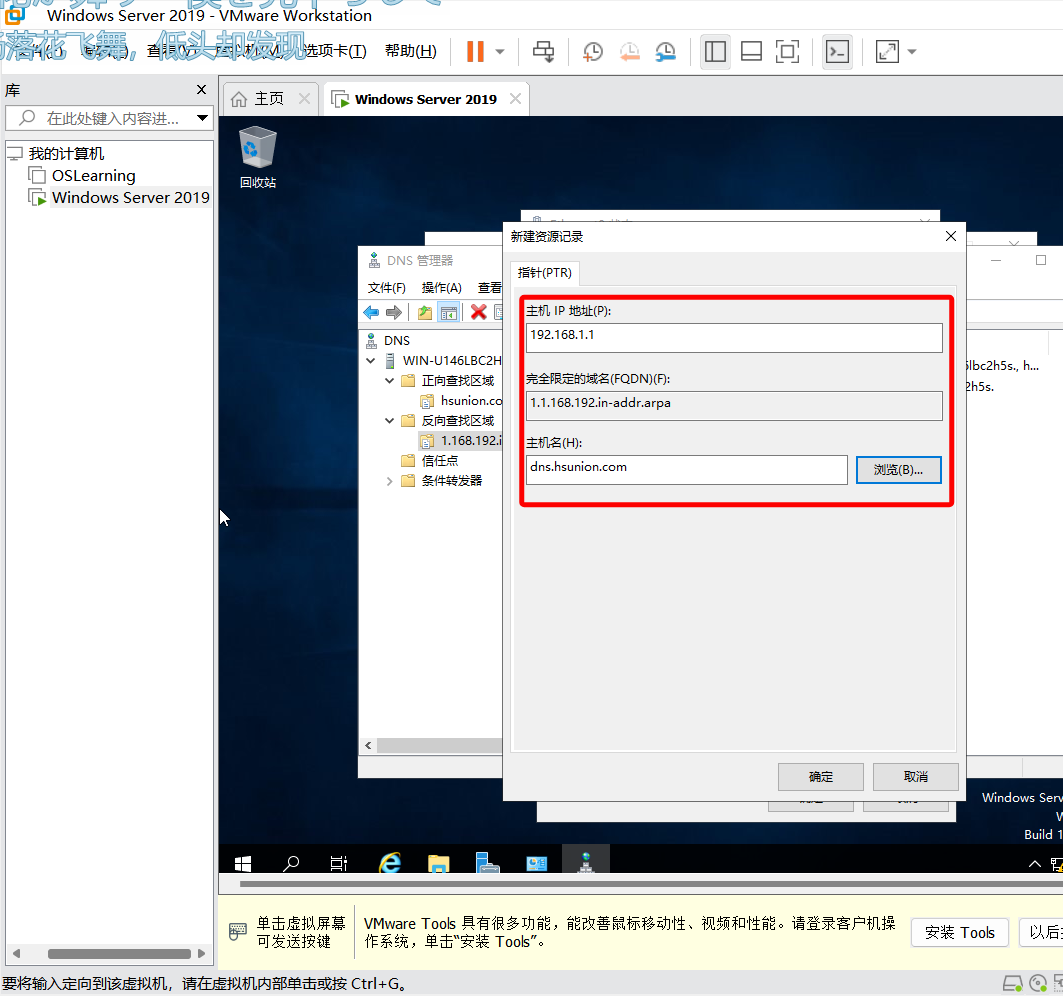 Windows Server 2019 - VMware Workstation
落花飞舞，低头却发现
选项卡(T) 帮助(H)
库
主页 Windows Server 2019
在此处键入内容进...
我的计算机
OSLearning
Windows Server 2019
回收站
新建资源记录
DNS 管理器
指针(PTR)
文件(F) 操作(A) 查看
主机 IP 地址(P):
192.168.1.1
DNS
WIN-U146LBC2H
lbc2h5s., h...
完全限定的域名(FQDN)(F):
正向查找区域
2h5s.
hsunion.co
1.1.168.192.in-addr.arpa
反向查找区域
1.168.192.i
主机名(H):
信任点
dns.hsunion.com 浏览(B)...
条件转发器
确定 取消
Windows Serv
Build 1
单击虚拟屏幕
可发送按键
VMware Tools 具有很多功能，能改善鼠标移动性、视频和性能。请登录客户机操
作系统，单击“安装 Tools”。
安装 Tools 以后
要将输入定向到该虚拟机，请在虚拟机内部单击或按 Ctrl+G。